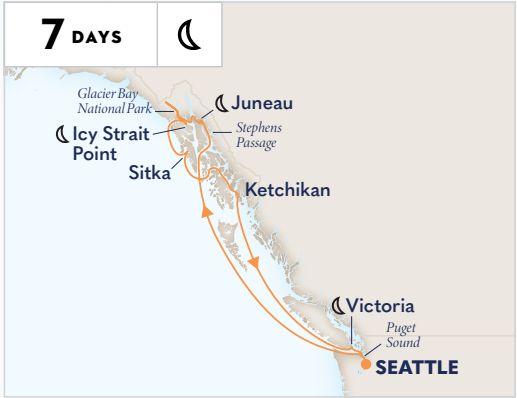 7 DAYS
Glacier Bay
National Park
Juneau
Icy Strait
Point
Stephens
Passage
Sitka
Ketchikan
Victoria
Puget
Sound
SEATTLE